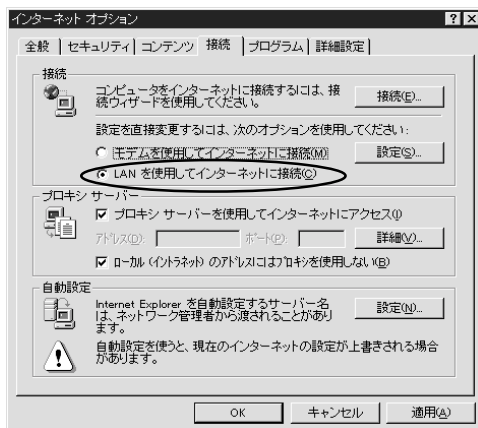 インターネット オプション
全般 セキュリティ コンテンツ 接続 プログラム 詳細設定
接続
コンピュータをインターネットに接続するには、接
続ウィザードを使用してください。
接続(E)...
設定を直接変更するには、次のオプションを使用してください:
モデムを使用してインターネットに接続(M)
設定(S)...
LAN を使用してインターネットに接続(C)
プロキシ サーバー
プロキシ サーバーを使用してインターネットにアクセス(I)
アドレス(D):
ポート(P):
詳細(V)...
ローカル (イントラネット) のアドレスにはプロキシを使用しない(B)
自動設定
Internet Explorer を自動設定するサーバー名
は、ネットワーク管理者から渡されることがあり
ます。
設定(N)...
自動設定を使うと、現在のインターネットの設定が上書きされる場合
があります。
OK キャンセル 適用(A)